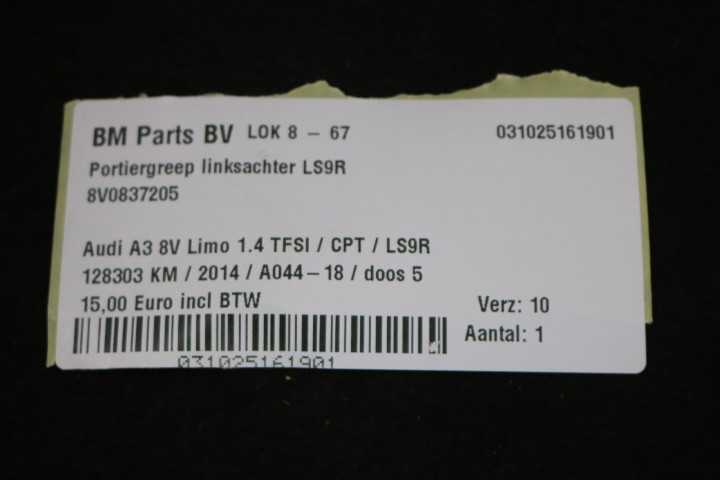 BM Parts BV LOK 8 - 67 031025161901
Portiergreep linksachter LS9R
8V0837205
Audi A3 8V Limo 1.4 TFSI / CPT / LS9R
128303 KM / 2014 / A044-18 / doos 5
15,00 Euro incl BTW Verz: 10
Aantal: 1
031025161901